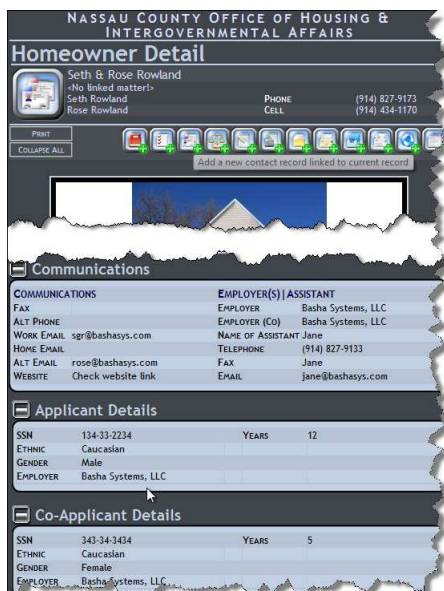 NASSAU COUNTY OFFICE OF HOUSING &
INTERGOVERNMENTAL AFFAIRS
Homeowner Detail
Seth & Rose Rowland
<No linked matter!>
Seth Rowland PHONE (914) 827-9173
Rose Rowland CELL (914) 434-1170
PRINT
COLLAPSE ALL
Add a new contact record linked to current record
Communications
COMMUNICATIONS EMPLOYER(S)|ASSISTANT
FAX EMPLOYER Basha Systems, LLC
ALT PHONE EMPLOYER (CO) Basha Systems, LLC
WORK EMAIL sgr@bashasys.com NAME OF ASSISTANT Jane
HOME EMAIL TELEPHONE (914) 827-9133
ALT EMAIL rose@bashasys.com FAX Jane
WEBSITE Check website link EMAIL jane@bashasys.com
Applicant Details
SSN 134-33-2234 YEARS 12
ETHNIC Caucasian
GENDER Male
EMPLOYER Basha Systems, LLC
Co-Applicant Details
SSN 343-34-3434 YEARS 5
ETHNIC Caucasian
GENDER Female
EMPLOYER Basha Systems, LLC